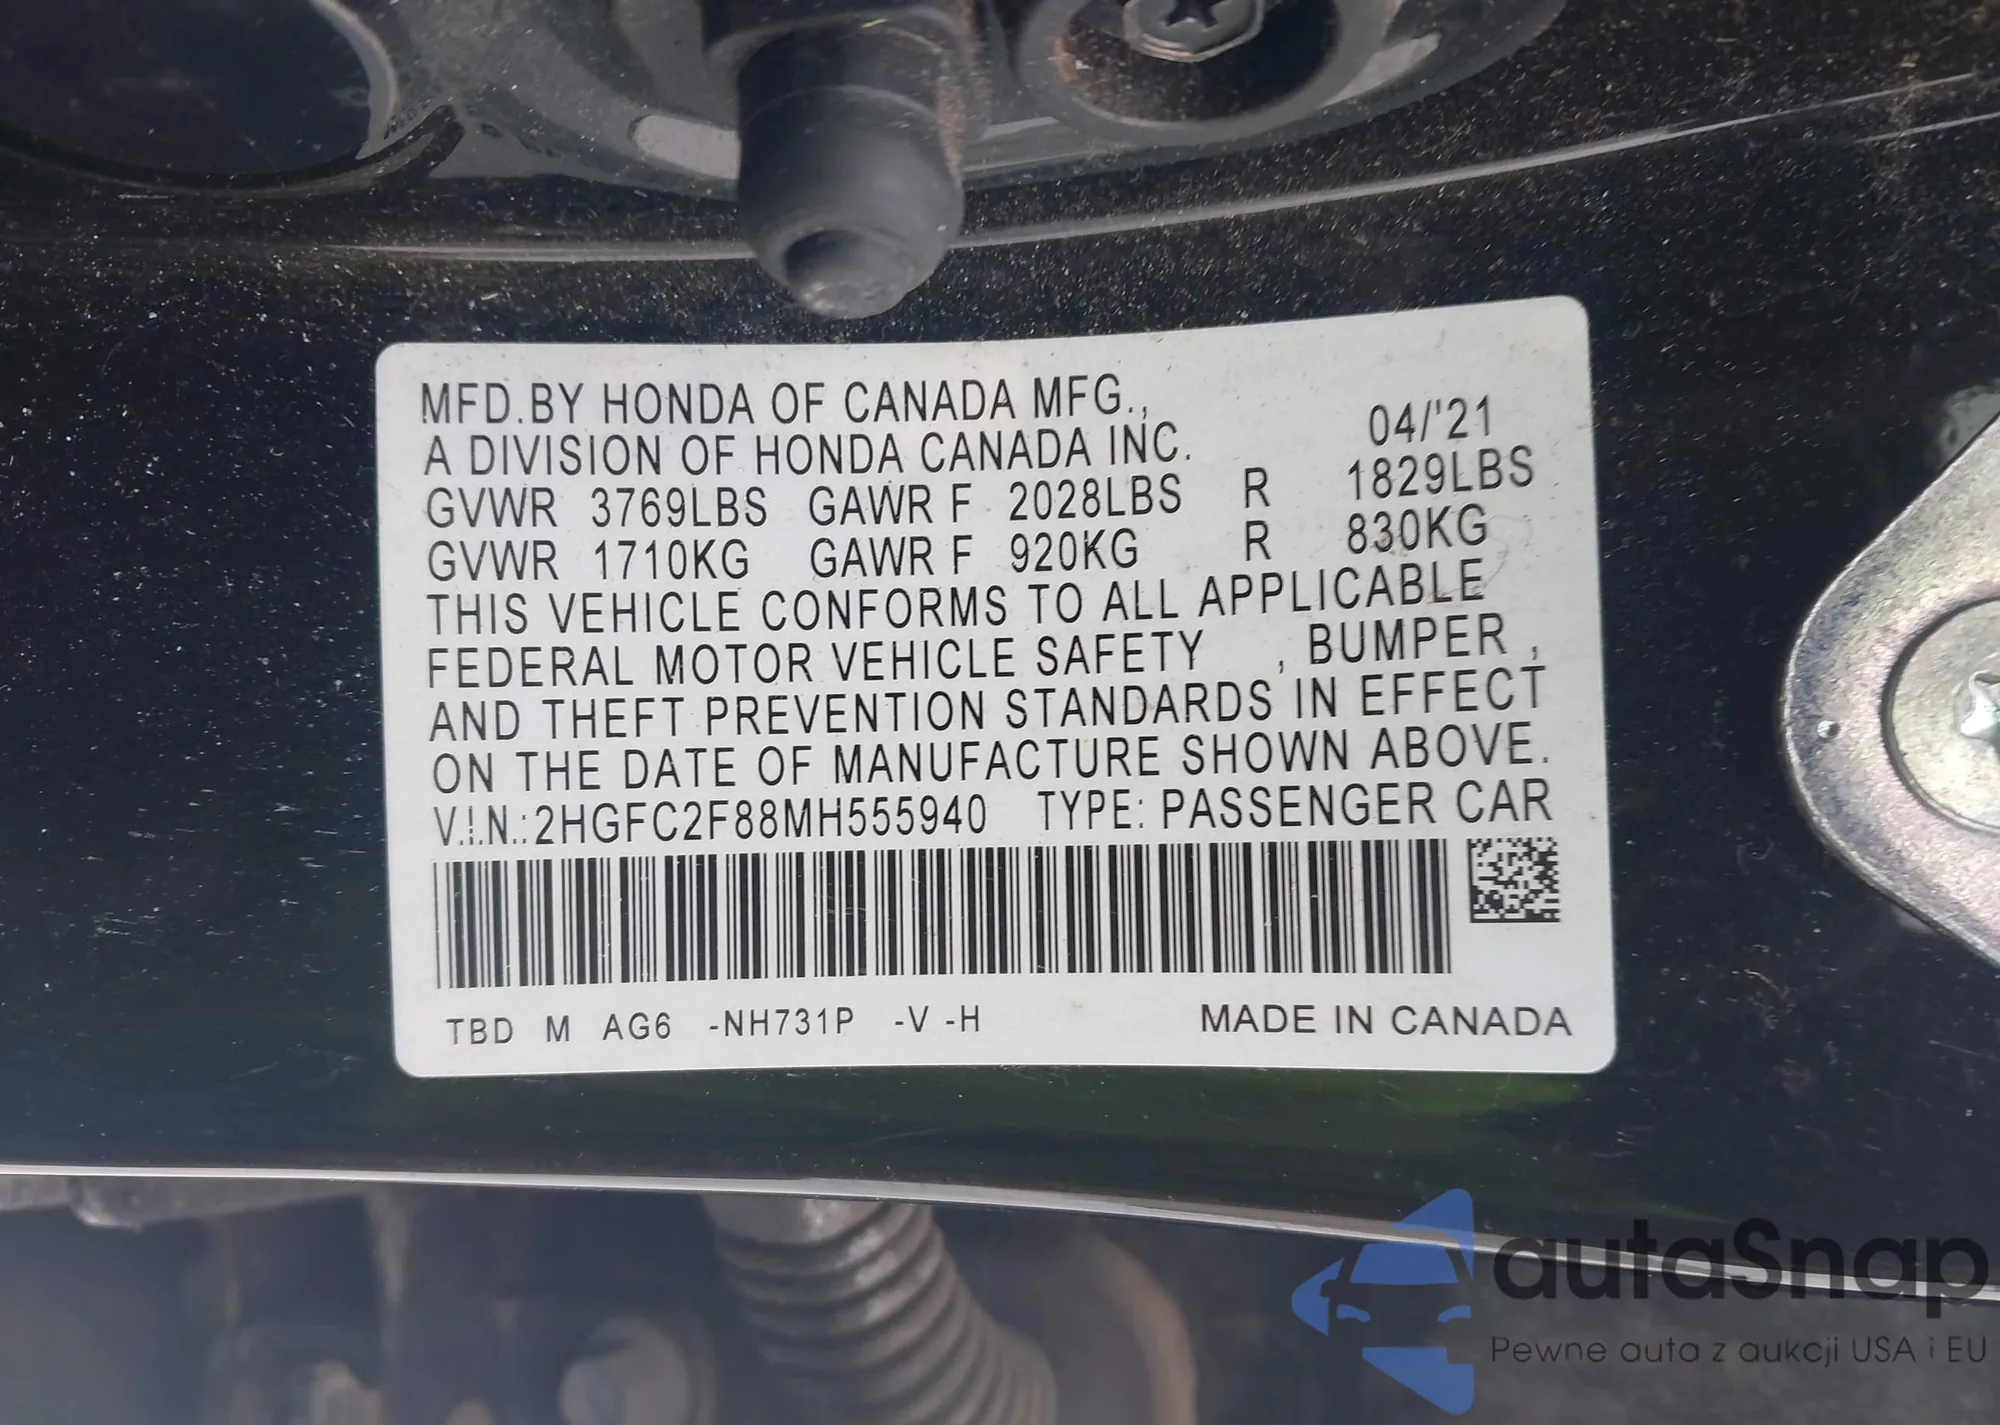 MFD.BY HONDA OF CANADA MFG., 04/'21
A DIVISION OF HONDA CANADA INC.
GVWR 3769LBS GAWR F 2028LBS R 1829LBS
GVWR 1710KG GAWR F 920KG R 830KG
THIS VEHICLE CONFORMS TO ALL APPLICABLE
FEDERAL MOTOR VEHICLE SAFETY , BUMPER ,
AND THEFT PREVENTION STANDARDS IN EFFECT
ON THE DATE OF MANUFACTURE SHOWN ABOVE.
V.I.N.:2HGFC2F88MH555940 TYPE: PASSENGER CAR
TBD M AG6 -NH731P -V -H MADE IN CANADA
autaSnap
Pewne auta z aukcji USA i EU